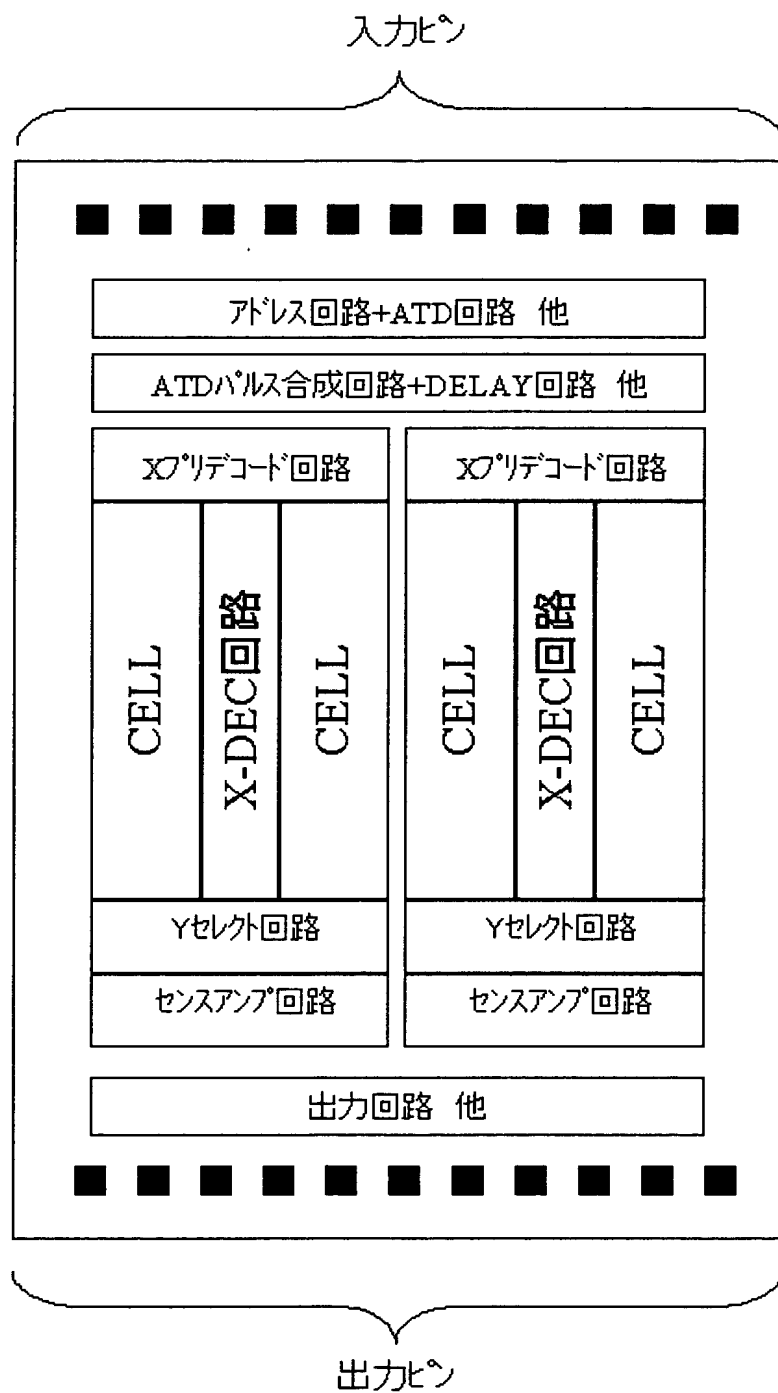 入力ピン
アドレス回路+ATD回路 他
ATDパルス合成回路+DELAY回路 他
Xプリデコード回路
Xプリデコード回路
CELL
X-DEC回路
CELL
CELL
X-DEC回路
CELL
Yセレクト回路
Yセレクト回路
センスアンプ回路
センスアンプ回路
出力回路 他
出力ピン